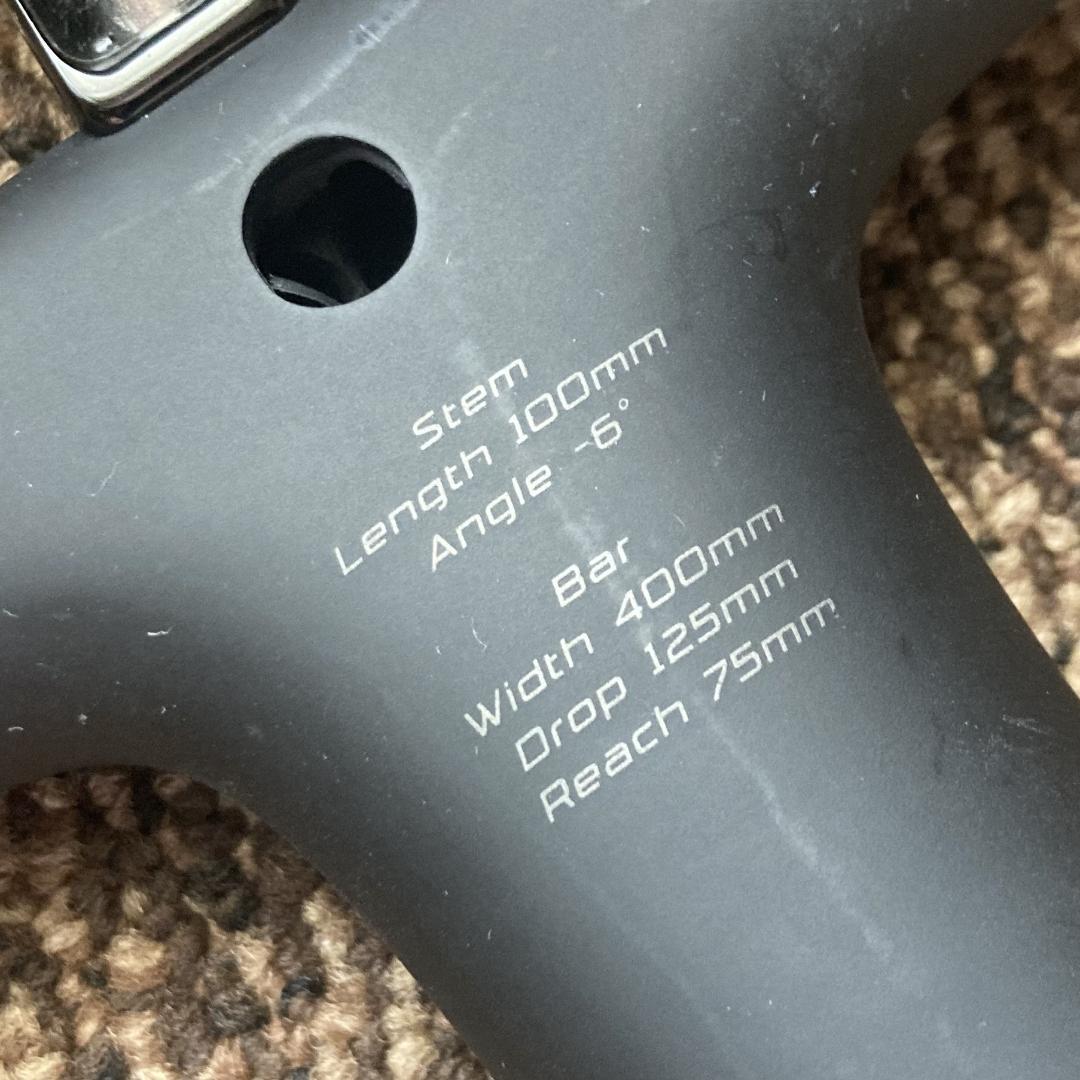 Stem
Length 100mm
Angle -6°
Bar
Width 400mm
Drop 125mm
Reach 75mm